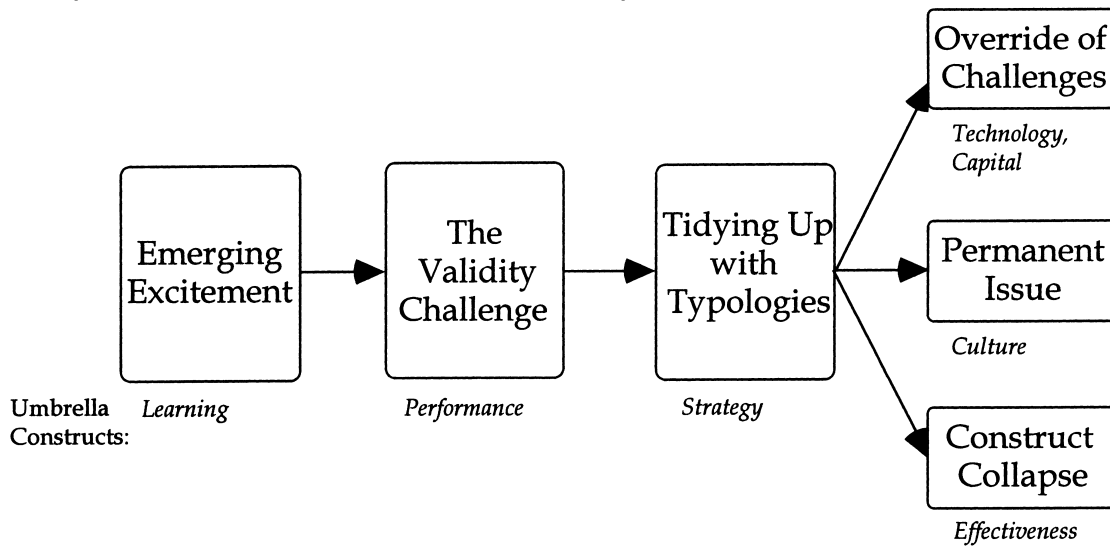 Emerging
Excitement
The
Validity
Challenge
Tidying Up
with
Typologies
Override of
Challenges
Technology,
Capital
Permanent
Issue
Culture
Construct
Collapse
Effectiveness
Umbrella
Constructs:
Learning
Performance
Strategy